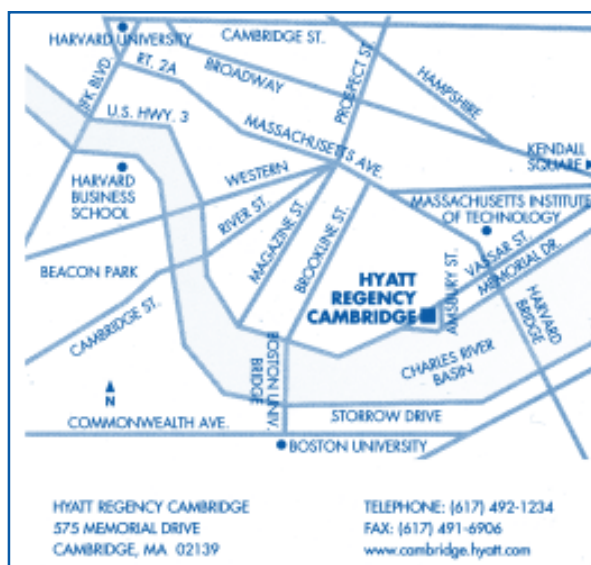 HARVARD UNIVERSITY
CAMBRIDGE ST.
JFK BLVD.
RT. 2A
BROADWAY
PROSPECT ST.
HAMPSHIRE
U.S. HWY. 3
MASSACHUSETTS AVE.
KENDALL
SQUARE
HARVARD
BUSINESS
SCHOOL
WESTERN
RIVER ST.
MAGAZINE ST.
BROOKLINE ST.
MASSACHUSETTS INSTITUTE
OF TECHNOLOGY
VASSAR ST.
MEMORIAL DR.
BEACON PARK
HYATT
REGENCY
CAMBRIDGE
AMSBURY ST.
HARVARD
BRIDGE
CAMBRIDGE ST.
BOSTON UNIV.
BRIDGE
CHARLES RIVER
BASIN
N
COMMONWEALTH AVE.
STORROW DRIVE
BOSTON UNIVERSITY
HYATT REGENCY CAMBRIDGE
575 MEMORIAL DRIVE
CAMBRIDGE, MA 02139
TELEPHONE: (617) 492-1234
FAX: (617) 491-6906
www.cambridge.hyatt.com